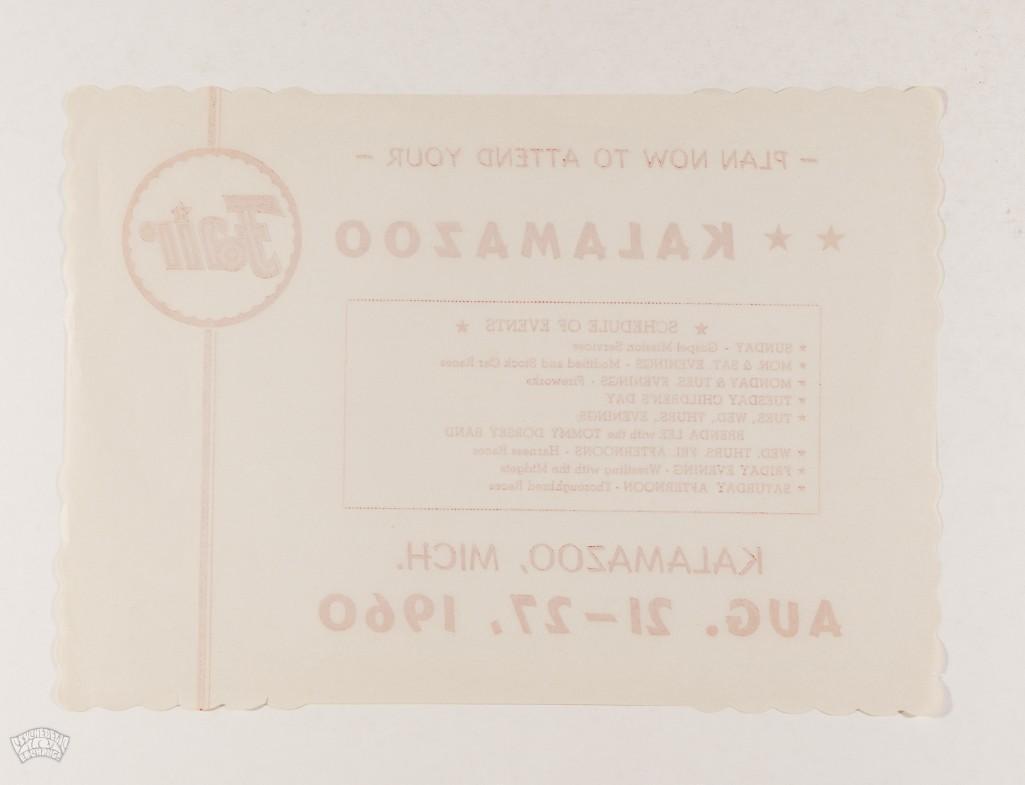 — PLAN NOW TO ATTEND YOUR —
★ ★ KALAMAZOO
Fair
★ SCHEDULE OF EVENTS ★
★ SUNDAY - Gospel Mission Services
★ MON. & SAT. EVENINGS - Modified and Stock Car Races
★ MONDAY & TUES. EVENINGS - Fireworks
★ TUESDAY CHILDREN'S DAY
★ TUES., WED., THURS., EVENINGS:
BRENDA LEE with the TOMMY DORSEY BAND
★ WED. THURS. FRI. AFTERNOONS - Harness Races
★ FRIDAY EVENING - Wrestling with the Midgets
★ SATURDAY AFTERNOON - Thoroughbred Races
KALAMAZOO, MICH.
AUG. 21-27, 1960